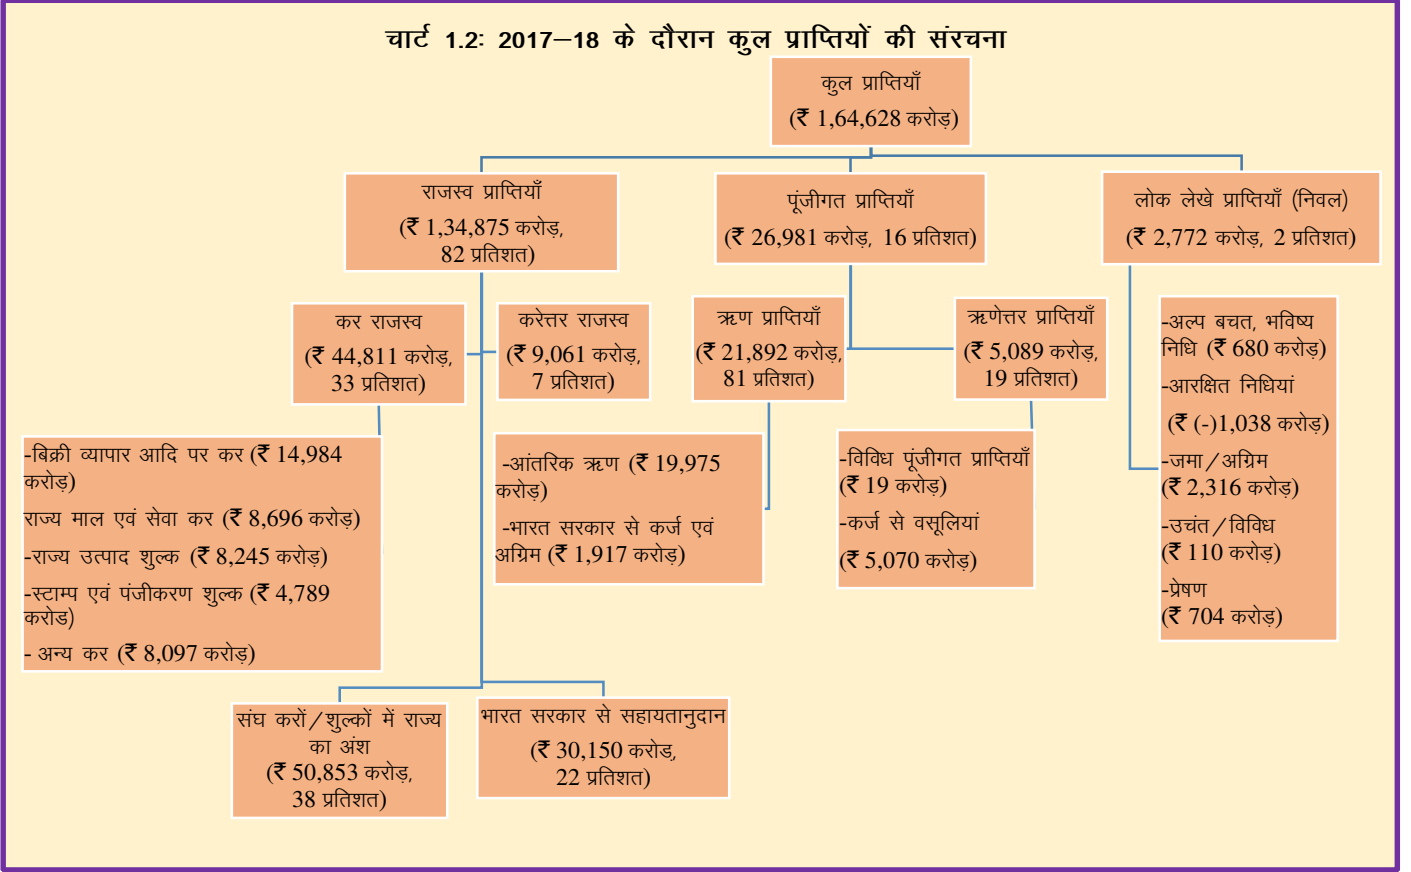 चार्ट 1.2: 2017–18 के दौरान कुल प्राप्तियों की संरचना
कुल प्राप्तियाँ
(₹ 1,64,628 करोड़)
राजस्व प्राप्तियाँ
(₹ 1,34,875 करोड़,
82 प्रतिशत)
पूंजीगत प्राप्तियाँ
(₹ 26,981 करोड़, 16 प्रतिशत)
लोक लेखे प्राप्तियाँ (निवल)
(₹ 2,772 करोड़, 2 प्रतिशत)
कर राजस्व
(₹ 44,811 करोड़,
33 प्रतिशत)
करेत्तर राजस्व
(₹ 9,061 करोड़,
7 प्रतिशत)
ऋण प्राप्तियाँ
(₹ 21,892 करोड़,
81 प्रतिशत)
ऋणेत्तर प्राप्तियाँ
(₹ 5,089 करोड़,
19 प्रतिशत)
-अल्प बचत, भविष्य
निधि (₹ 680 करोड़)
-आरक्षित निधियां
(₹ (-)1,038 करोड़)
-जमा/अग्रिम
(₹ 2,316 करोड़)
-उचंत/विविध
(₹ 110 करोड़)
-प्रेषण
(₹ 704 करोड़)
-बिक्री व्यापार आदि पर कर (₹ 14,984
करोड़)
राज्य माल एवं सेवा कर (₹ 8,696 करोड़)
-राज्य उत्पाद शुल्क (₹ 8,245 करोड़)
-स्टाम्प एवं पंजीकरण शुल्क (₹ 4,789
करोड)
- अन्य कर (₹ 8,097 करोड़)
-आंतरिक ऋण (₹ 19,975
करोड़)
-भारत सरकार से कर्ज एवं
अग्रिम (₹ 1,917 करोड़)
-विविध पूंजीगत प्राप्तियाँ
(₹ 19 करोड़)
-कर्ज से वसूलियां
(₹ 5,070 करोड़)
संघ करों/शुल्कों में राज्य
का अंश
(₹ 50,853 करोड़,
38 प्रतिशत)
भारत सरकार से सहायतानुदान
(₹ 30,150 करोड,
22 प्रतिशत)